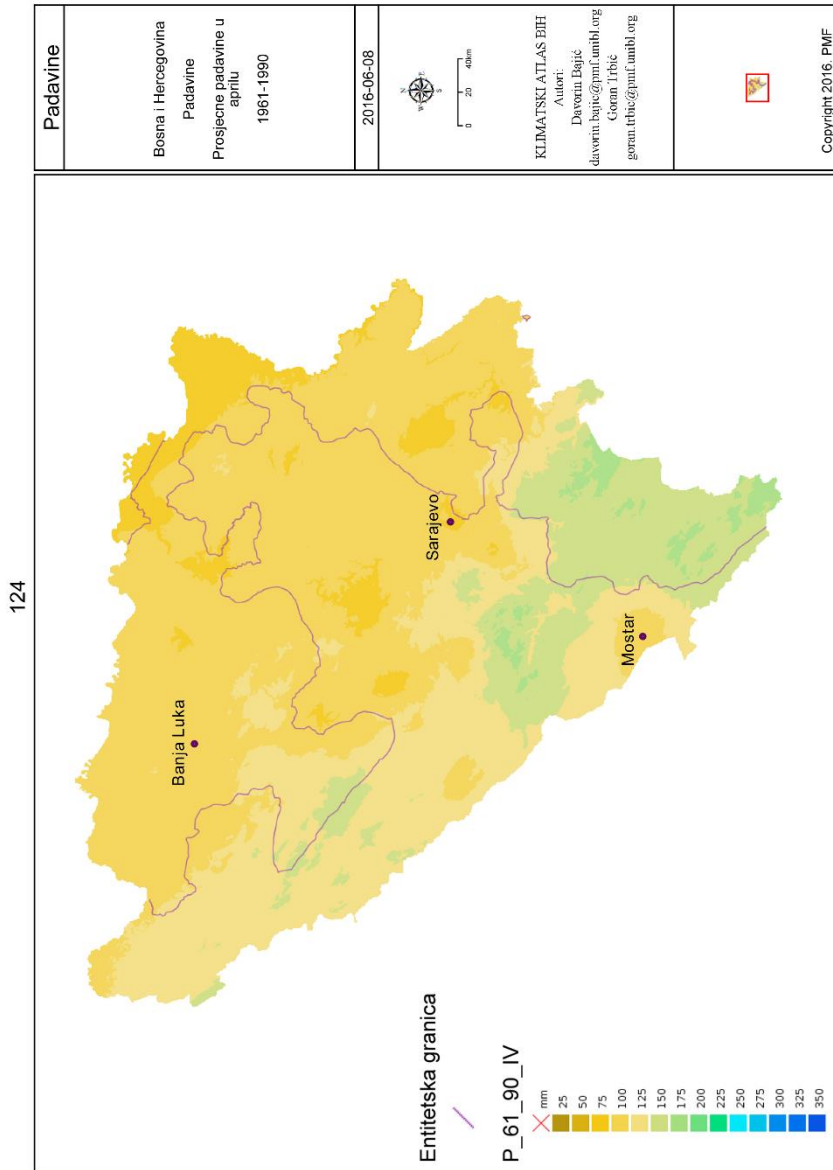 124
Entitetska granica
P_61_90_IV
mm
25
50
75
100
125
150
175
200
225
250
275
300
325
350
Banja Luka
Sarajevo
Mostar
Padavine
Bosna i Hercegovina
Padavine
Prosjecne padavine u
aprilu
1961-1990
2016-06-08
N
W
E
S
0 20 40km
KLIMATSKI ATLAS BIH
Autori:
Davorin Bajić
davorin.bajic@pmf.unibl.org
Goran Trbić
goran.trbic@pmf.unibl.org
Copyright 2016. PMF